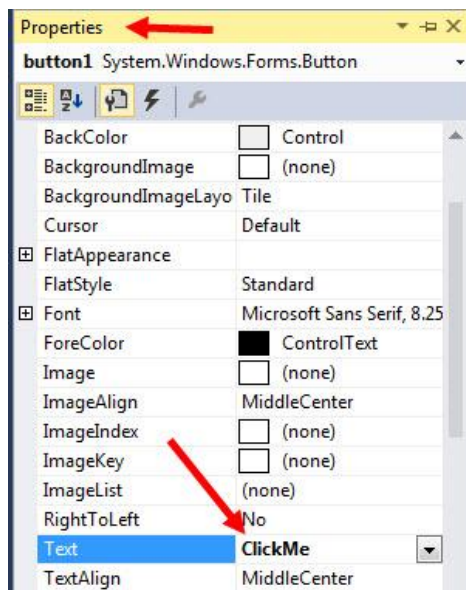 Properties
button1 System.Windows.Forms.Button
BackColor Control
BackgroundImage (none)
BackgroundImageLayo Tile
Cursor Default
FlatAppearance
FlatStyle Standard
Font Microsoft Sans Serif, 8.25
ForeColor ControlText
Image (none)
ImageAlign MiddleCenter
ImageIndex (none)
ImageKey (none)
ImageList (none)
RightToLeft No
Text ClickMe
TextAlign MiddleCenter